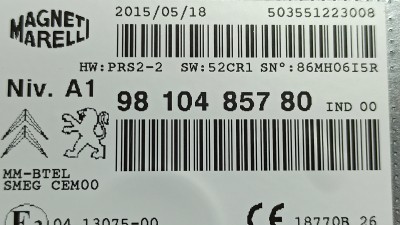 MAGNETI MARELLI
2015/05/18 503551223008
HW:PRS2-2 SW:52CR1 SN°:86MH06I5R
Niv. A1
98 104 857 80 IND 00
MM-BTEL
SMEG CEM00
04 13075-00 CE 18770B 26